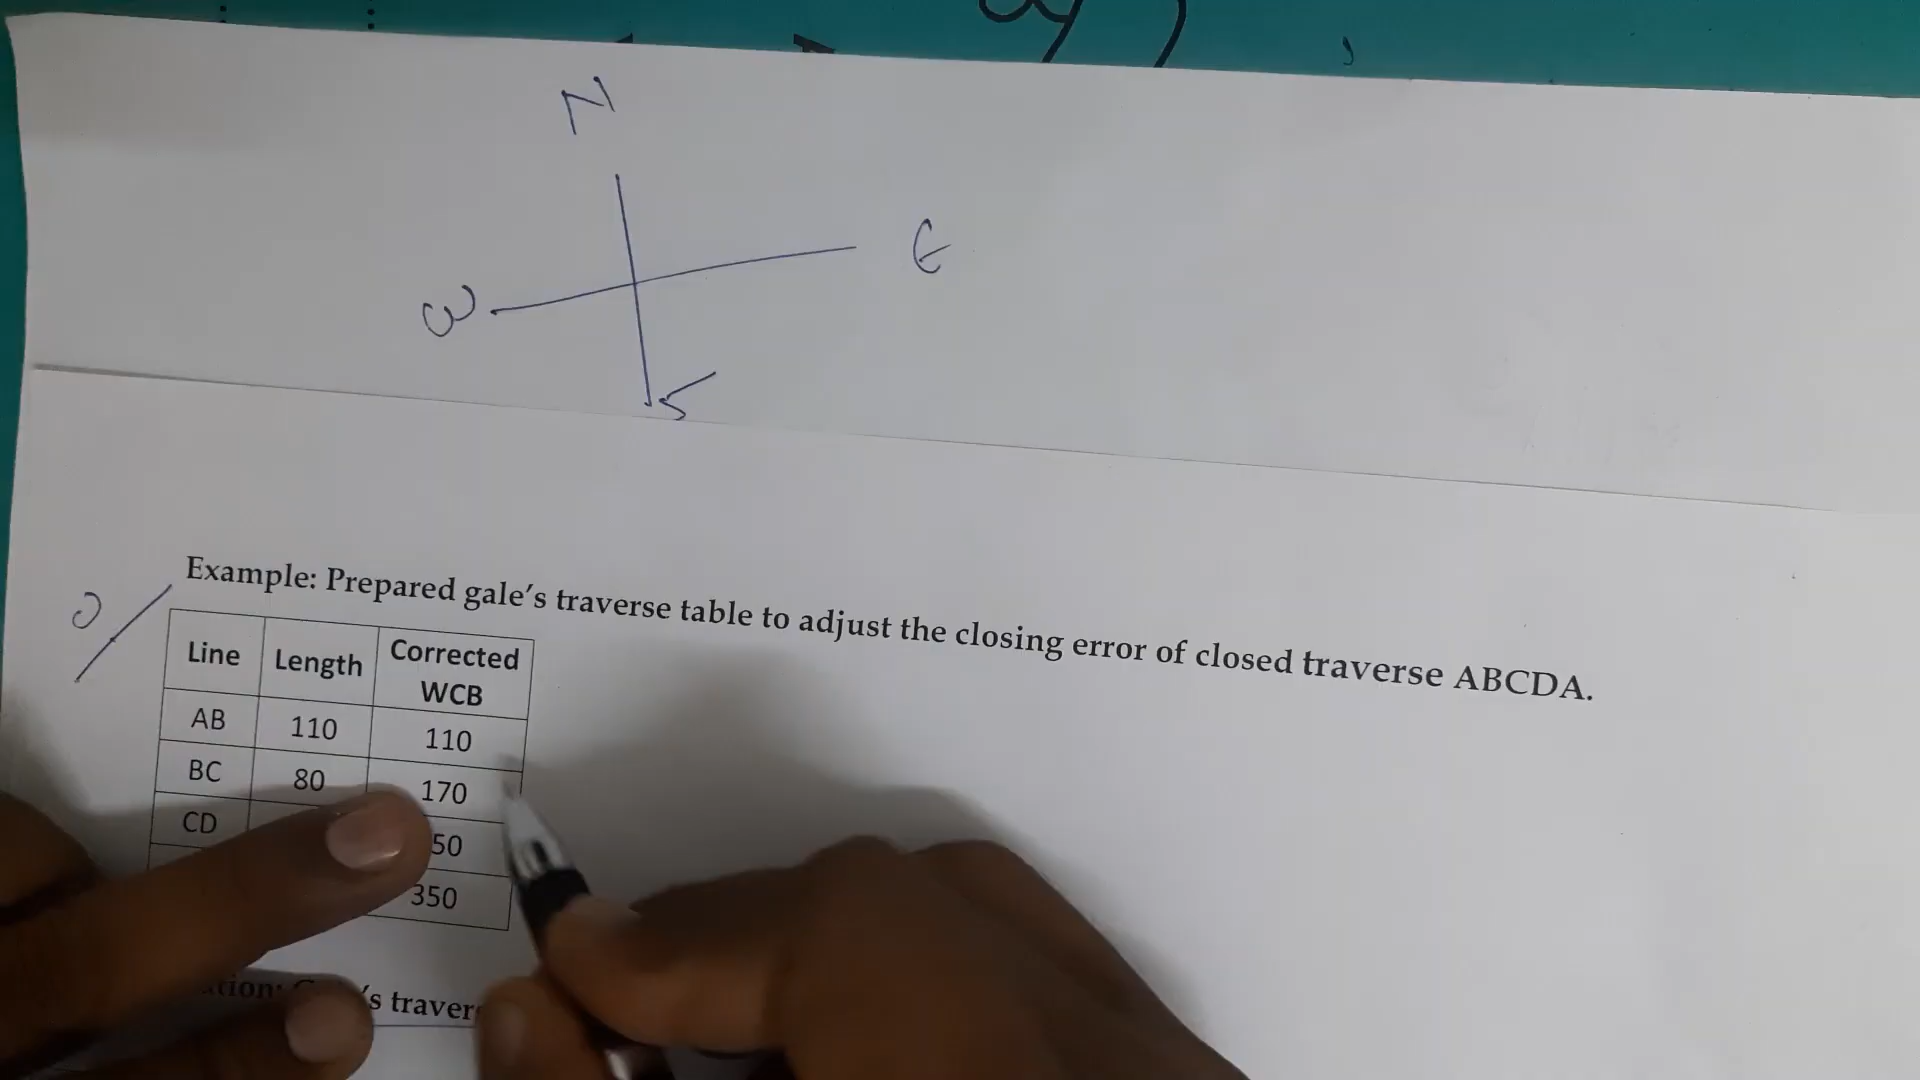 N
E
W
S
Example: Prepared gale's traverse table to adjust the closing error of closed traverse ABCDA.
Line Length Corrected WCB
AB 110 110
BC 80 170
CD 50
350
's traver